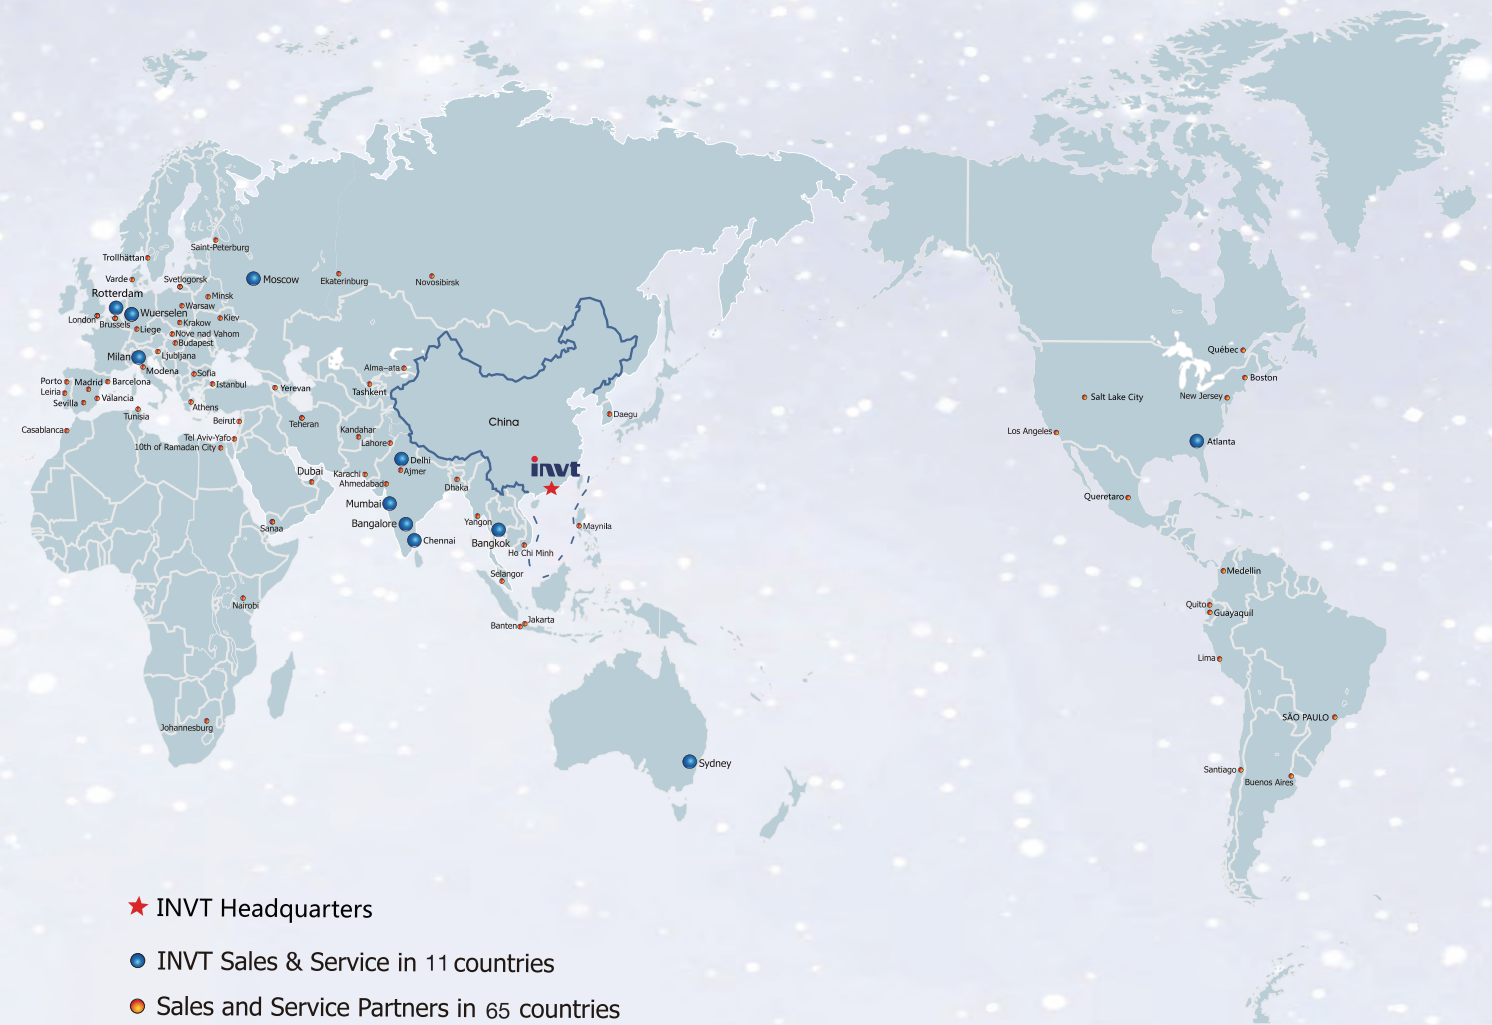 Saint-Peterburg
Trollhättan
Varde
Svetlogorsk
Moscow
Ekaterinburg
Novosibirsk
Rotterdam
Minsk
Warsaw
Wuerselen
London
Brussels
Krakow
Kiev
Liege
Nove nad Vahom
Budapest
Milan
Ljubljana
Modena
Sofia
Alma-ata
Québec
Porto
Madrid
Barcelona
Istanbul
Yerevan
Tashkent
Boston
Leiria
Valancia
Salt Lake City
New Jersey
Sevilla
Athens
Tunisia
Beirut
Teheran
China
Daegu
Casablanca
Kandahar
Los Angeles
Tel Aviv-Yafo
Lahore
Atlanta
10th of Ramadan City
Delhi
invt
Dubai
Karachi
Ajmer
Ahmedabad
Dhaka
Queretaro
Mumbai
Sanaa
Bangalore
Yangon
Maynila
Chennai
Bangkok
Ho Chi Minh
Selangor
Medellin
Nairobi
Quito
Guayaquil
Jakarta
Banten
Lima
SÃO PAULO
Johannesburg
Sydney
Santiago
Buenos Aires
INVT Headquarters
INVT Sales & Service in 11 countries
Sales and Service Partners in 65 countries